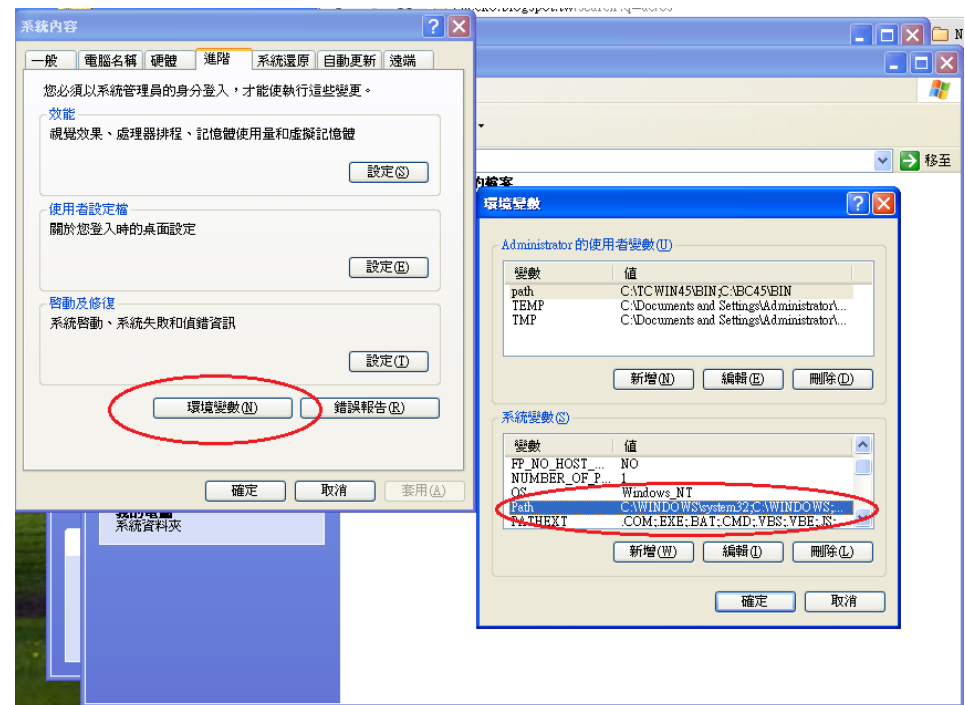 系統內容
一般 電腦名稱 硬體 進階 系統還原 自動更新 遠端
您必須以系統管理員的身分登入，才能使執行這些變更。
效能
視覺效果、處理器排程、記憶體使用量和虛擬記憶體
設定(S)
使用者設定檔
關於您登入時的桌面設定
設定(E)
啟動及修復
系統啟動、系統失敗和偵錯資訊
設定(T)
環境變數(N) 錯誤報告(R)
確定 取消 套用(A)
系統資料夾
N
移至
的檔案
環境變數
Administrator 的使用者變數(U)
變數 值
path C:\TCWIN45\BIN;C:\BC45\BIN
TEMP C:\Documents and Settings\Administrator\...
TMP C:\Documents and Settings\Administrator\...
新增(N) 編輯(E) 刪除(D)
系統變數(S)
變數 值
FP_NO_HOST_... NO
NUMBER_OF_P... 1
OS Windows_NT
Path C:\WINDOWS\system32;C:\WINDOWS;...
PATHEXT .COM;.EXE;.BAT;.CMD;.VBS;.VBE;.JS;...
新增(W) 編輯(I) 刪除(L)
確定 取消